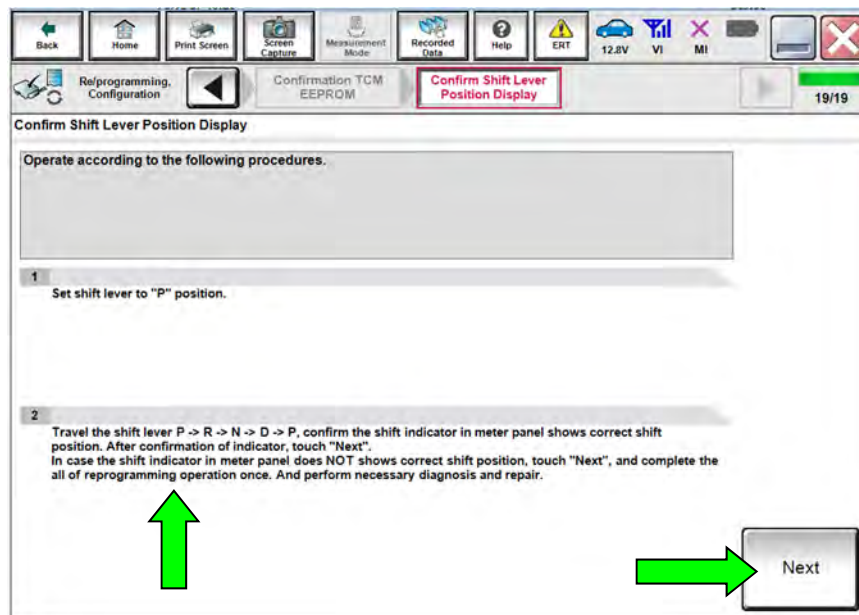 Back
Home
Print Screen
Screen
Capture
Measurement
Mode
Recorded
Data
Help
ERT
12.8V
VI
MI
Re/programming,
Configuration
Confirmation TCM
EEPROM
Confirm Shift Lever
Position Display
19/19
Confirm Shift Lever Position Display
Operate according to the following procedures.
1
Set shift lever to "P" position.
2
Travel the shift lever P -> R -> N -> D -> P, confirm the shift indicator in meter panel shows correct shift
position. After confirmation of indicator, touch "Next".
In case the shift indicator in meter panel does NOT shows correct shift position, touch "Next", and complete the
all of reprogramming operation once. And perform necessary diagnosis and repair.
Next